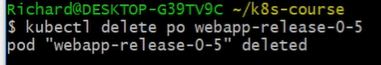 Richard@DESKTOP-G39TV9C ~/k8s-course
$ kubectl delete po webapp-release-0-5
pod "webapp-release-0-5" deleted